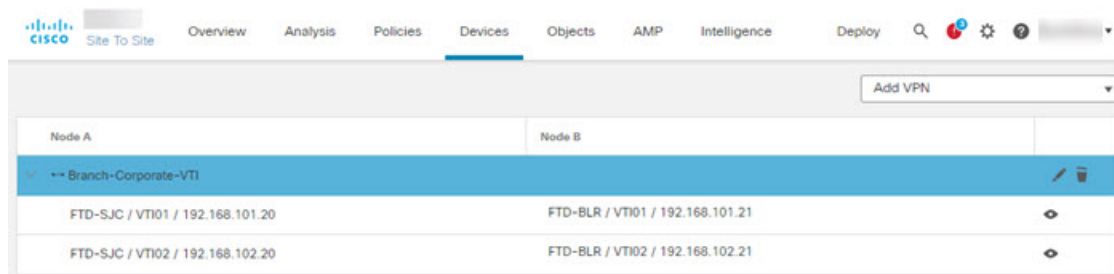 CISCO
Site To Site
Overview
Analysis
Policies
Devices
Objects
AMP
Intelligence
Deploy
3
Add VPN
Node A
Node B
Branch-Corporate-VTI
FTD-SJC / VTI01 / 192.168.101.20
FTD-BLR / VTI01 / 192.168.101.21
FTD-SJC / VTI02 / 192.168.102.20
FTD-BLR / VTI02 / 192.168.102.21